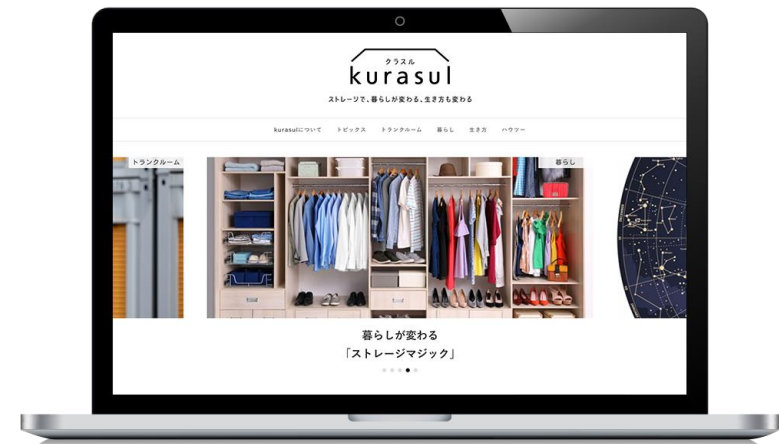 クラスル
kurasul
ストレージで、暮らしが変わる、生き方も変わる
kurasulについて トピックス トランクルーム 暮らし 生き方 ハウツー
トランクルーム
暮らし
暮らしが変わる
「ストレージマジック」